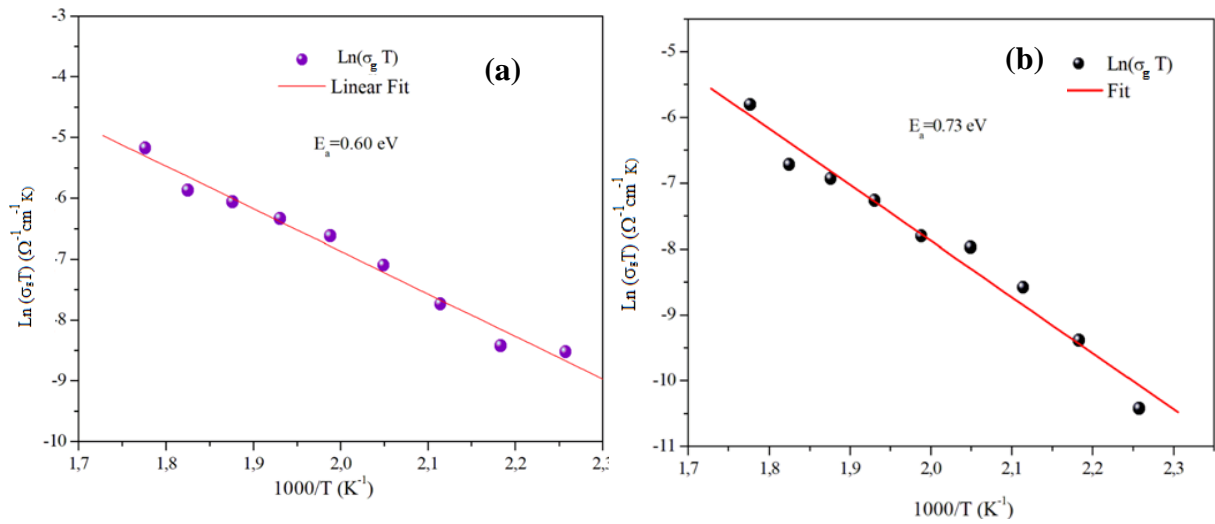 -3
-4
-5
-6
-7
-8
-9
-10
1,7
1,8
1,9
2,0
2,1
2,2
2,3
1000/T (K⁻¹)
Ln (σgT) (Ω⁻¹cm⁻¹K)
Ln(σg T)
Linear Fit
(a)
Ea=0.60 eV
-5
-6
-7
-8
-9
-10
-11
1,7
1,8
1,9
2,0
2,1
2,2
2,3
1000/T (K⁻¹)
Ln (σgT) (Ω⁻¹cm⁻¹K)
(b)
Ln(σg T)
Fit
Ea=0.73 eV